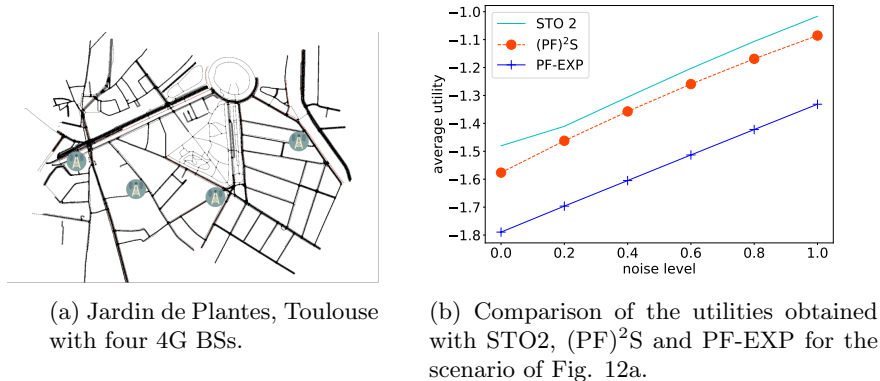 STO 2
(PF)²S
PF-EXP
−1.0
−1.1
−1.2
−1.3
−1.4
−1.5
−1.6
−1.7
−1.8
average utility
0.0 0.2 0.4 0.6 0.8 1.0
noise level
(a) Jardin de Plantes, Toulouse
with four 4G BSs.
(b) Comparison of the utilities obtained
with STO2, (PF)²S and PF-EXP for the
scenario of Fig. 12a.